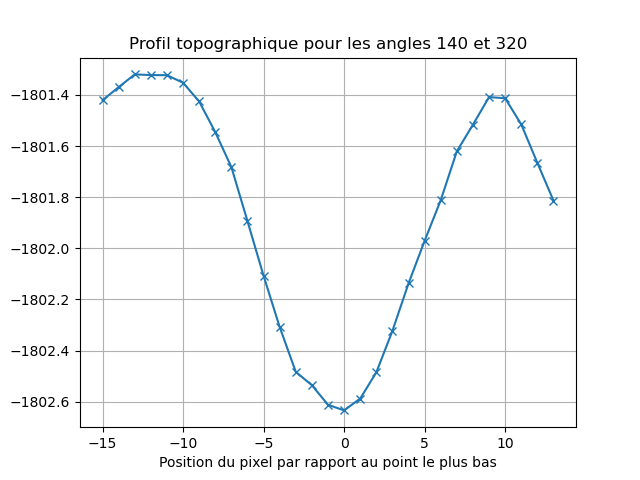 Profil topographique pour les angles 140 et 320
−1801.4
−1801.6
−1801.8
−1802.0
−1802.2
−1802.4
−1802.6
−15 −10 −5 0 5 10
Position du pixel par rapport au point le plus bas